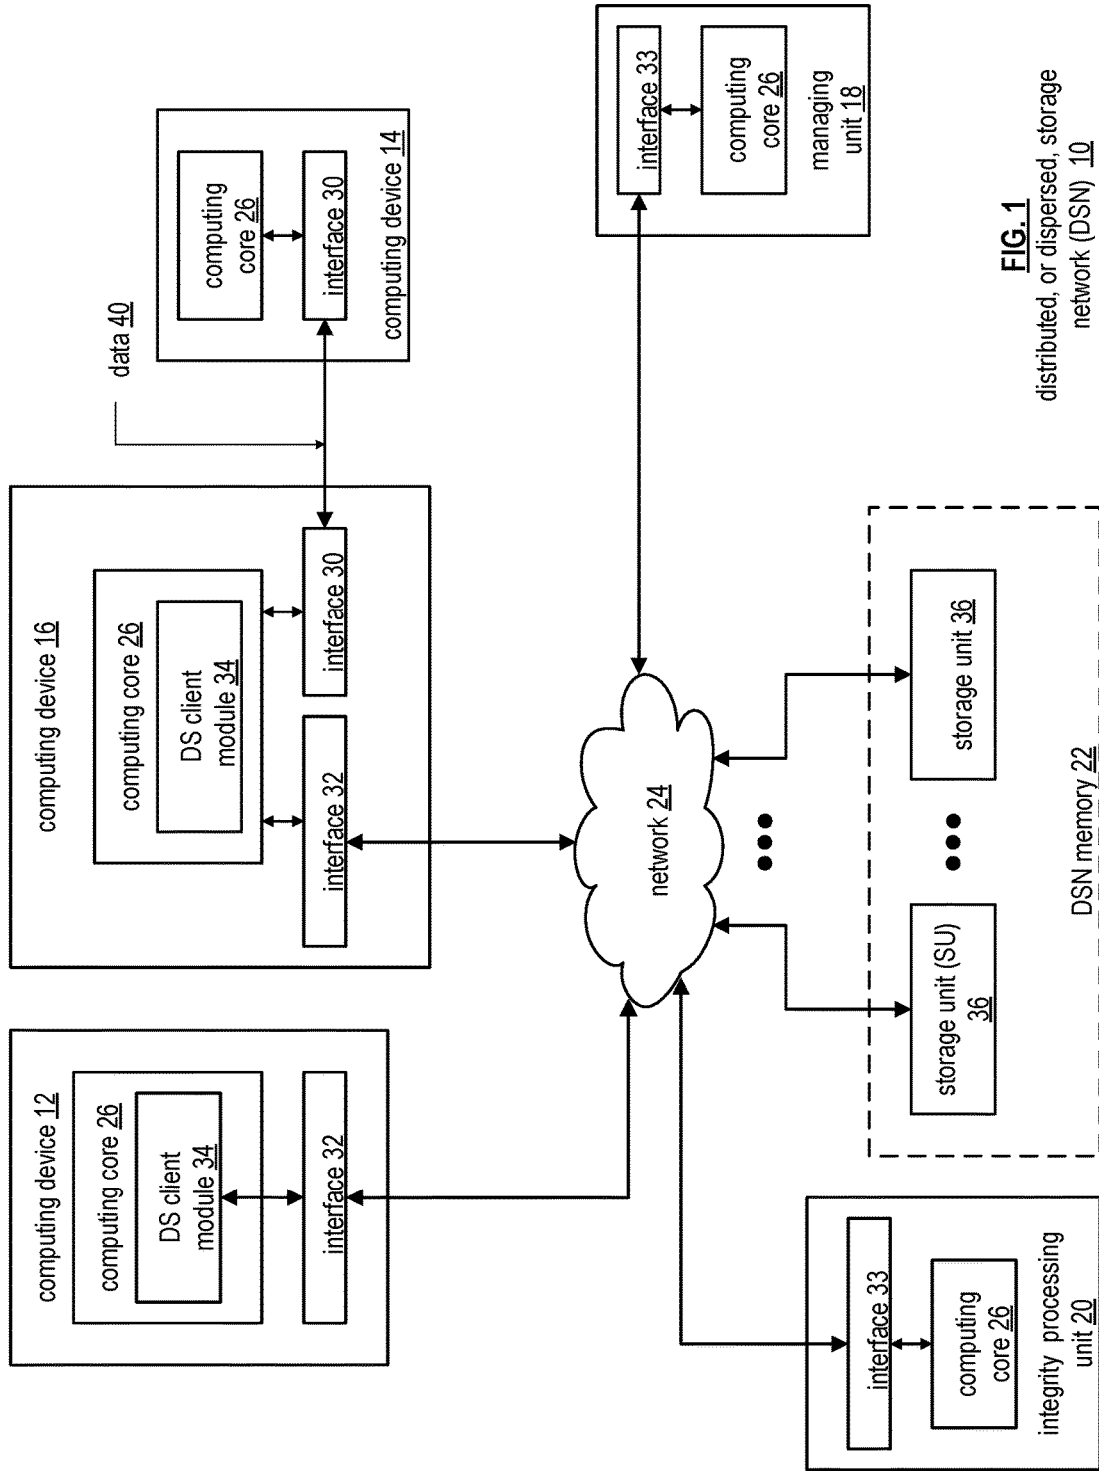 computing device 12
computing core 26
DS client
module 34
interface 32
computing device 16
computing core 26
DS client
module 34
interface 32
interface 30
data 40
computing
core 26
interface 30
computing device 14
network 24
interface 33
computing
core 26
managing
unit 18
interface 33
computing
core 26
integrity processing
unit 20
storage unit (SU)
36
storage unit 36
DSN memory 22
FIG. 1
distributed, or dispersed, storage
network (DSN) 10